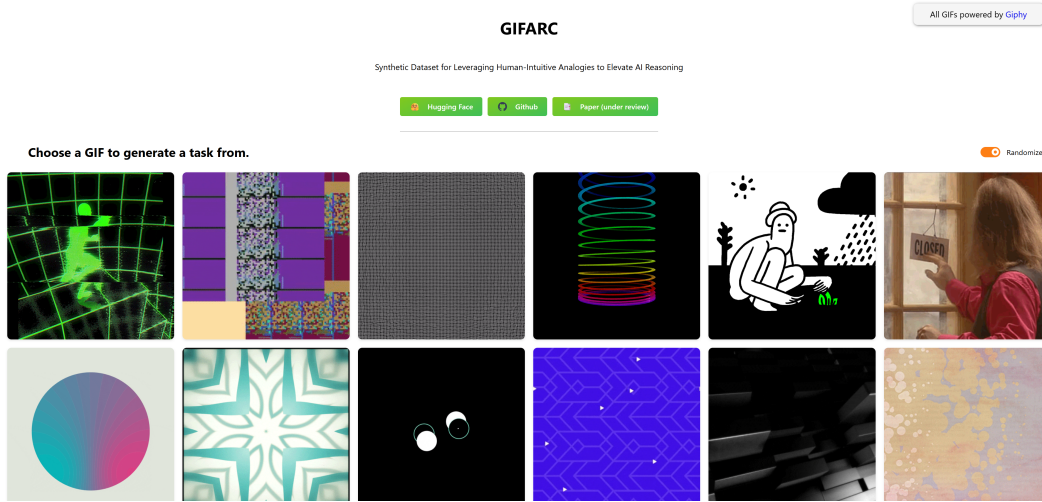 All GIFs powered by Giphy
GIFARC
Synthetic Dataset for Leveraging Human-Intuitive Analogies to Elevate AI Reasoning
Hugging Face
Github
Paper (under review)
Choose a GIF to generate a task from.
Randomize
CLOSED